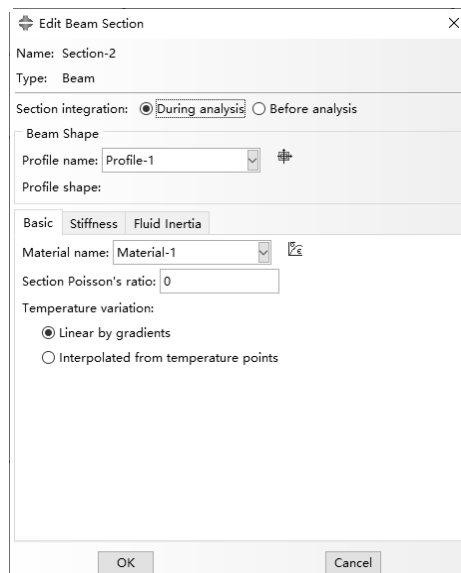 Edit Beam Section
Name: Section-2
Type: Beam
Section integration: During analysis Before analysis
Beam Shape
Profile name: Profile-1
Profile shape:
Basic Stiffness Fluid Inertia
Material name: Material-1
Section Poisson's ratio: 0
Temperature variation:
Linear by gradients
Interpolated from temperature points
OK Cancel